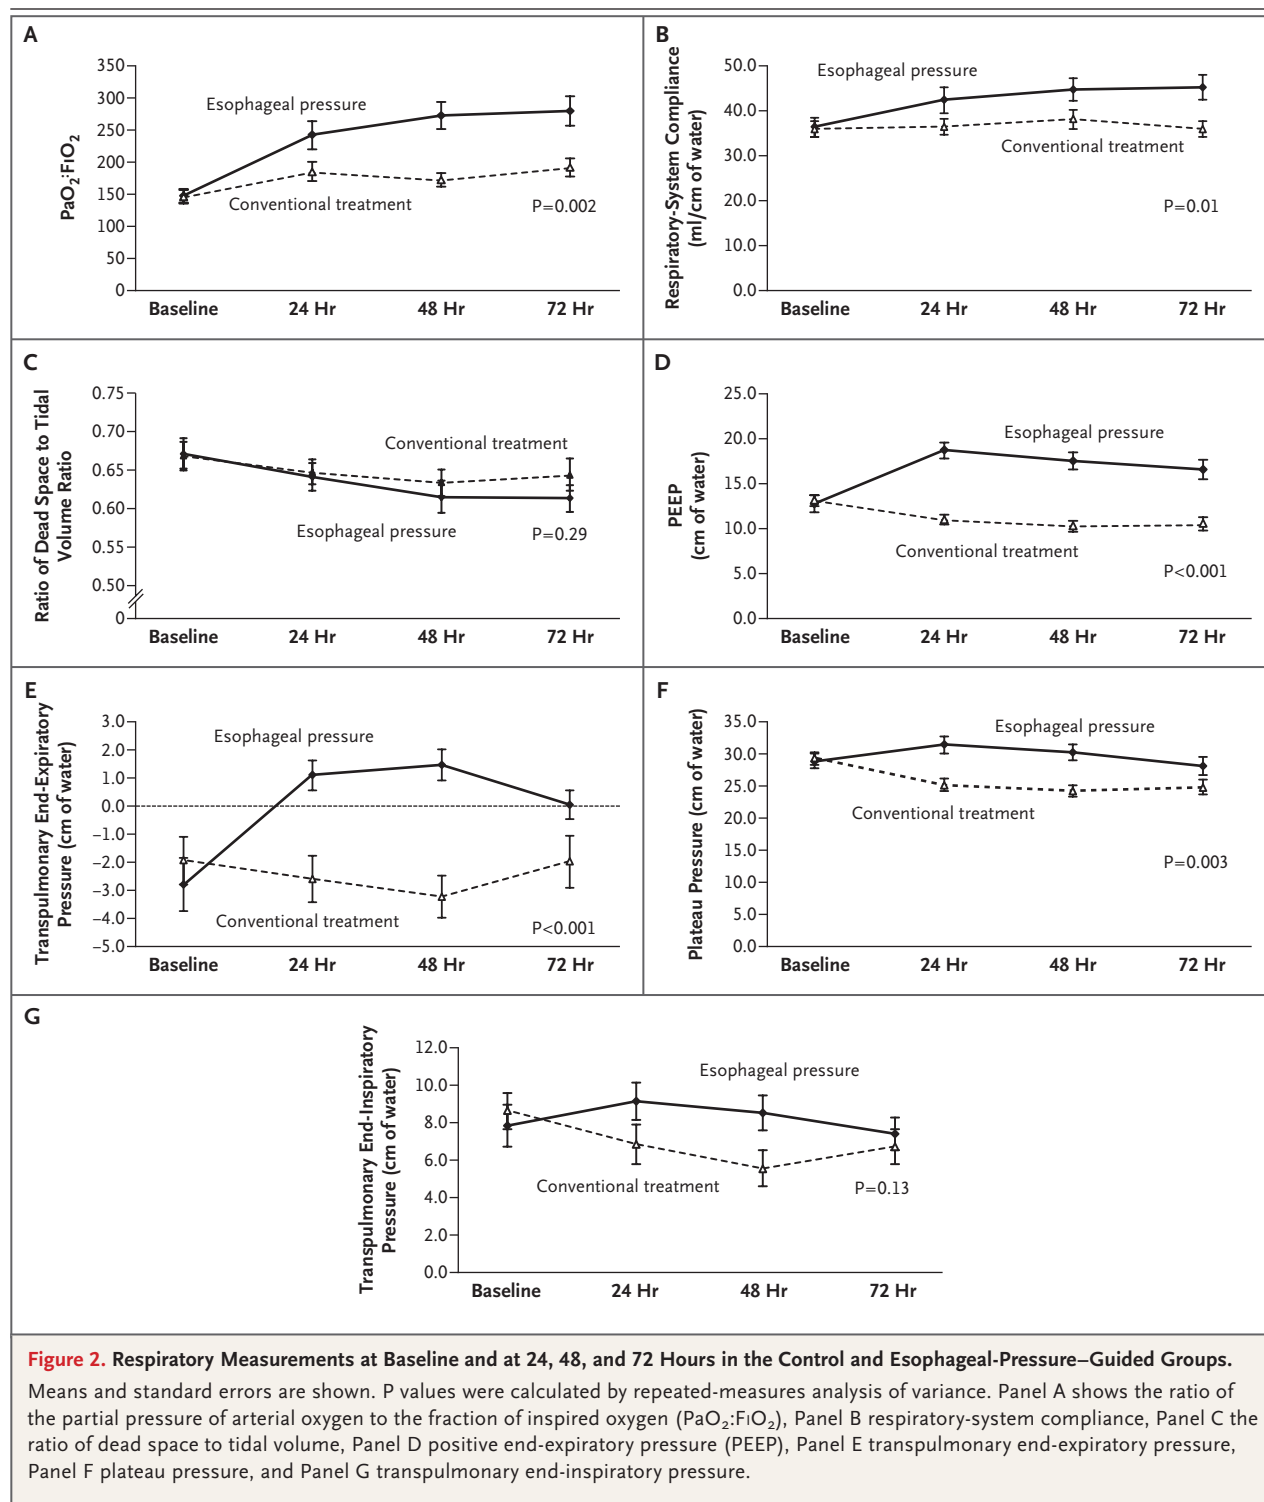 A
PaO₂:FIO₂
350
300
250
200
150
100
50
0
Esophageal pressure
Conventional treatment
P=0.002
Baseline
24 Hr
48 Hr
72 Hr
B
Respiratory-System Compliance
(ml/cm of water)
50.0
40.0
30.0
20.0
10.0
0.0
Esophageal pressure
Conventional treatment
P=0.01
Baseline
24 Hr
48 Hr
72 Hr
C
Ratio of Dead Space to Tidal
Volume Ratio
0.75
0.70
0.65
0.60
0.55
0.50
0
Conventional treatment
Esophageal pressure
P=0.29
Baseline
24 Hr
48 Hr
72 Hr
D
PEEP
(cm of water)
25.0
20.0
15.0
10.0
5.0
0.0
Esophageal pressure
Conventional treatment
P<0.001
Baseline
24 Hr
48 Hr
72 Hr
E
Transpulmonary End-Expiratory
Pressure (cm of water)
3.0
2.0
1.0
0.0
–1.0
–2.0
–3.0
–4.0
–5.0
Esophageal pressure
Conventional treatment
P<0.001
Baseline
24 Hr
48 Hr
72 Hr
F
Plateau Pressure (cm of water)
35.0
30.0
25.0
20.0
15.0
10.0
5.0
0.0
Esophageal pressure
Conventional treatment
P=0.003
Baseline
24 Hr
48 Hr
72 Hr
G
Transpulmonary End-Inspiratory
Pressure (cm of water)
12.0
10.0
8.0
6.0
4.0
2.0
0.0
Esophageal pressure
Conventional treatment
P=0.13
Baseline
24 Hr
48 Hr
72 Hr
Figure 2. Respiratory Measurements at Baseline and at 24, 48, and 72 Hours in the Control and Esophageal-Pressure–Guided Groups.
Means and standard errors are shown. P values were calculated by repeated-measures analysis of variance. Panel A shows the ratio of
the partial pressure of arterial oxygen to the fraction of inspired oxygen (PaO₂:FIO₂), Panel B respiratory-system compliance, Panel C the
ratio of dead space to tidal volume, Panel D positive end-expiratory pressure (PEEP), Panel E transpulmonary end-expiratory pressure,
Panel F plateau pressure, and Panel G transpulmonary end-inspiratory pressure.